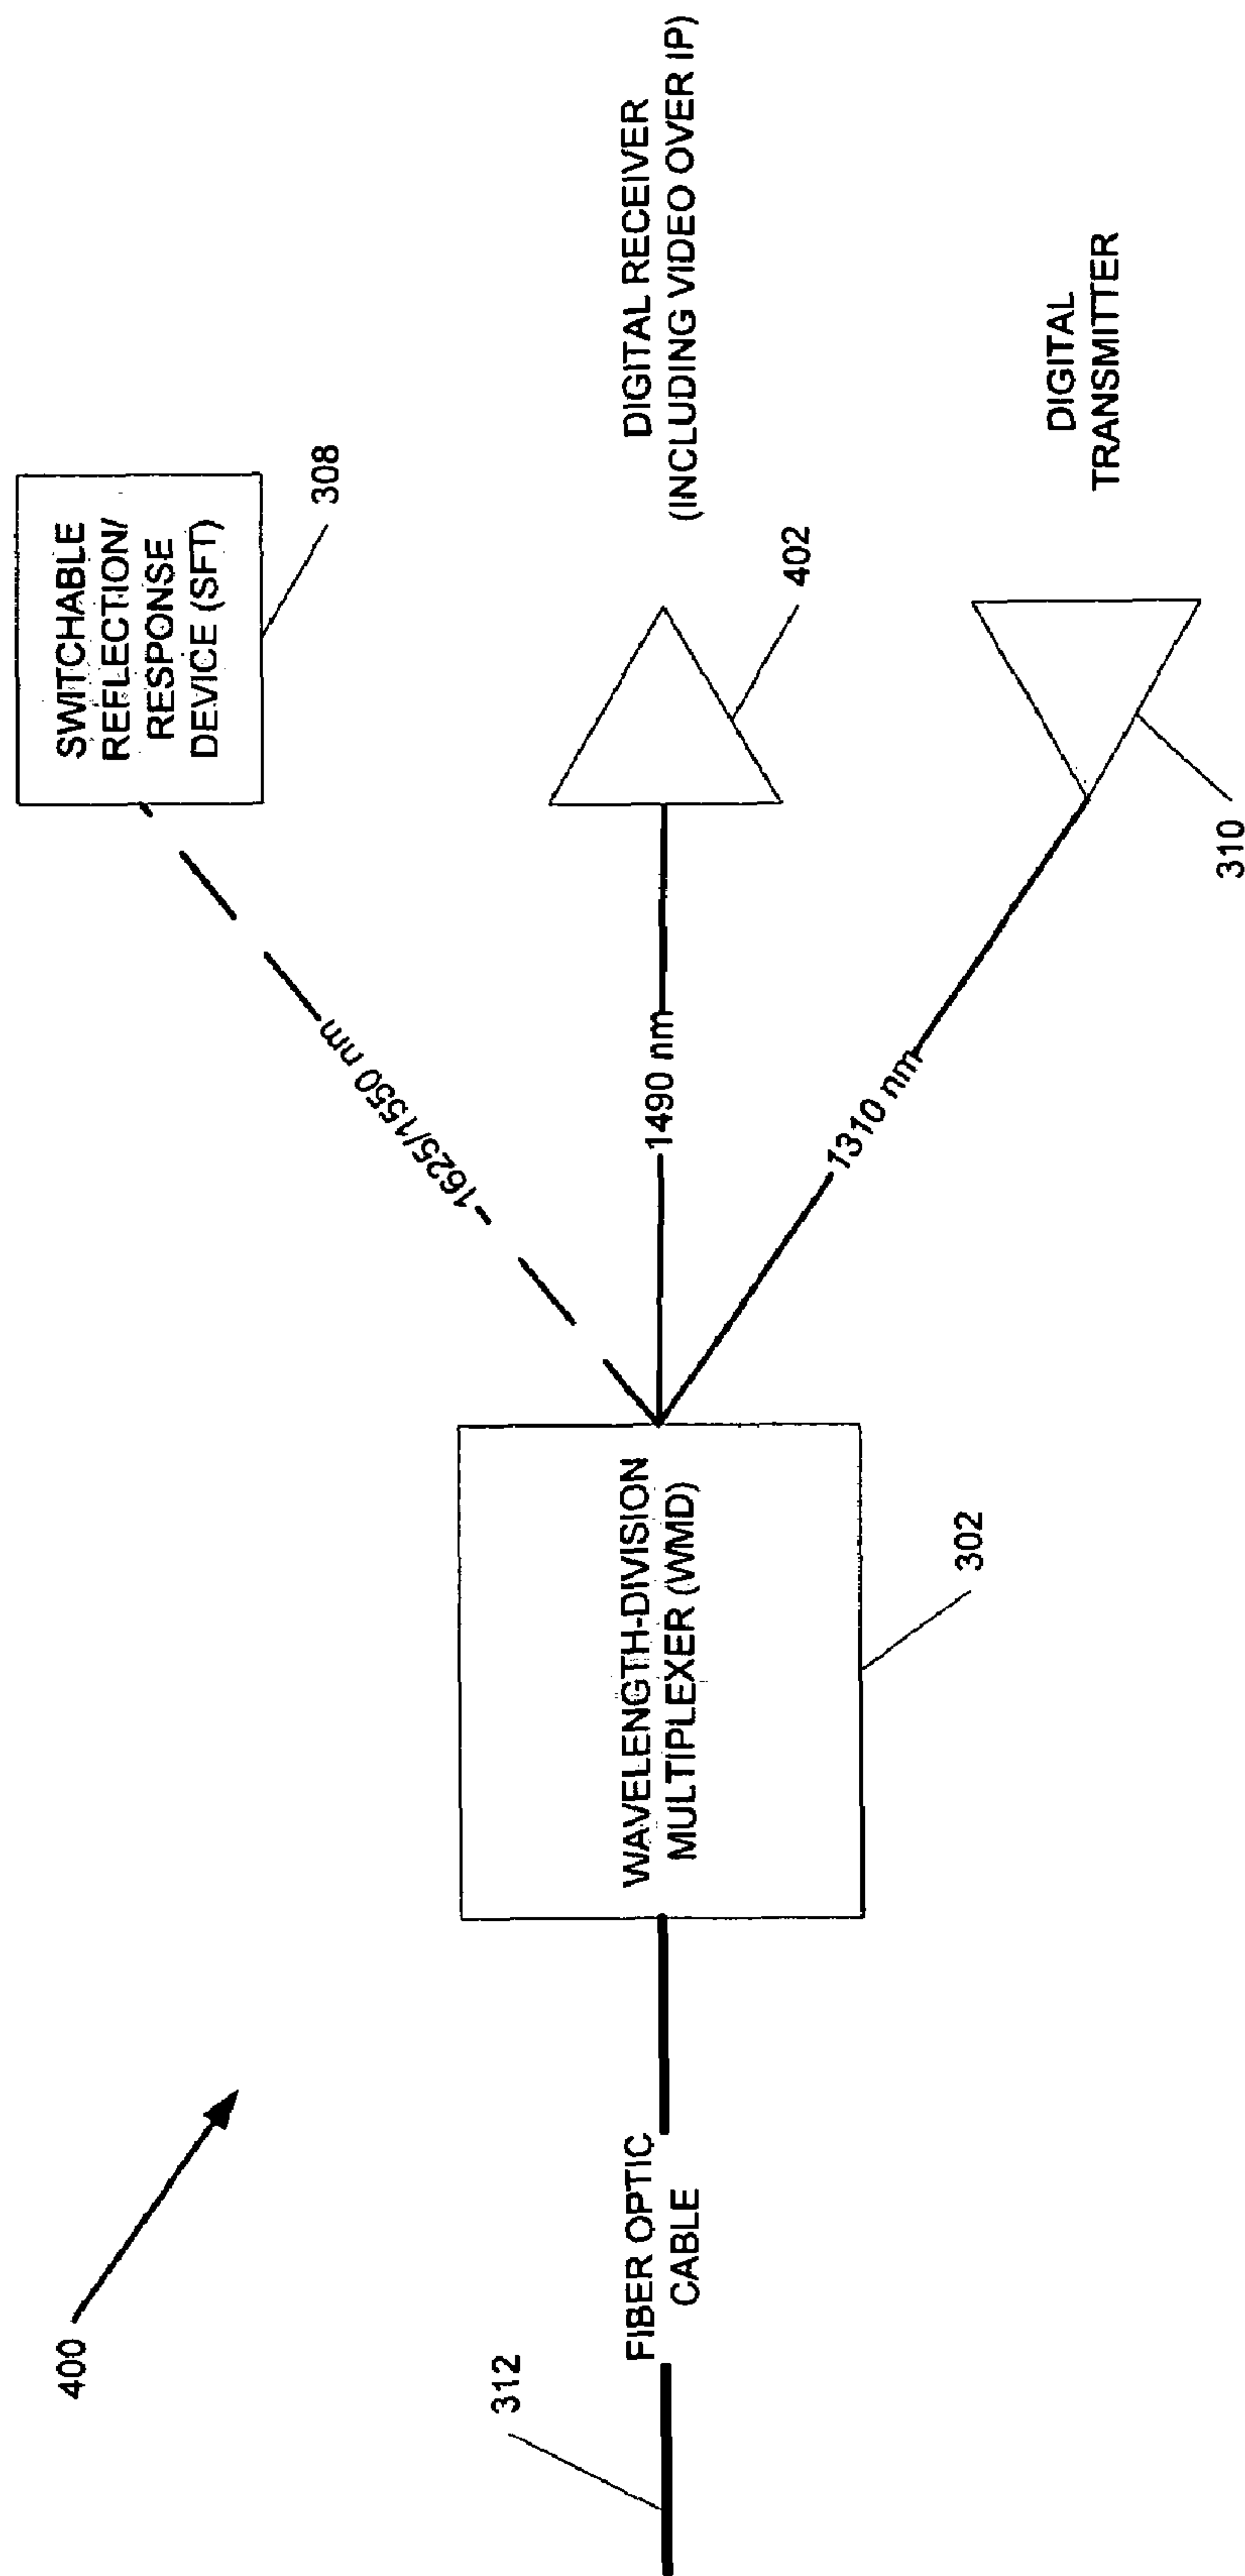 400
SWITCHABLE
REFLECTION/
RESPONSE
DEVICE (SFT)
308
1625/1550 nm
312
FIBER OPTIC
CABLE
WAVELENGTH-DIVISION
MULTIPLEXER (WMD)
302
1490 nm
402
DIGITAL RECEIVER
(INCLUDING VIDEO OVER IP)
1310 nm
310
DIGITAL
TRANSMITTER